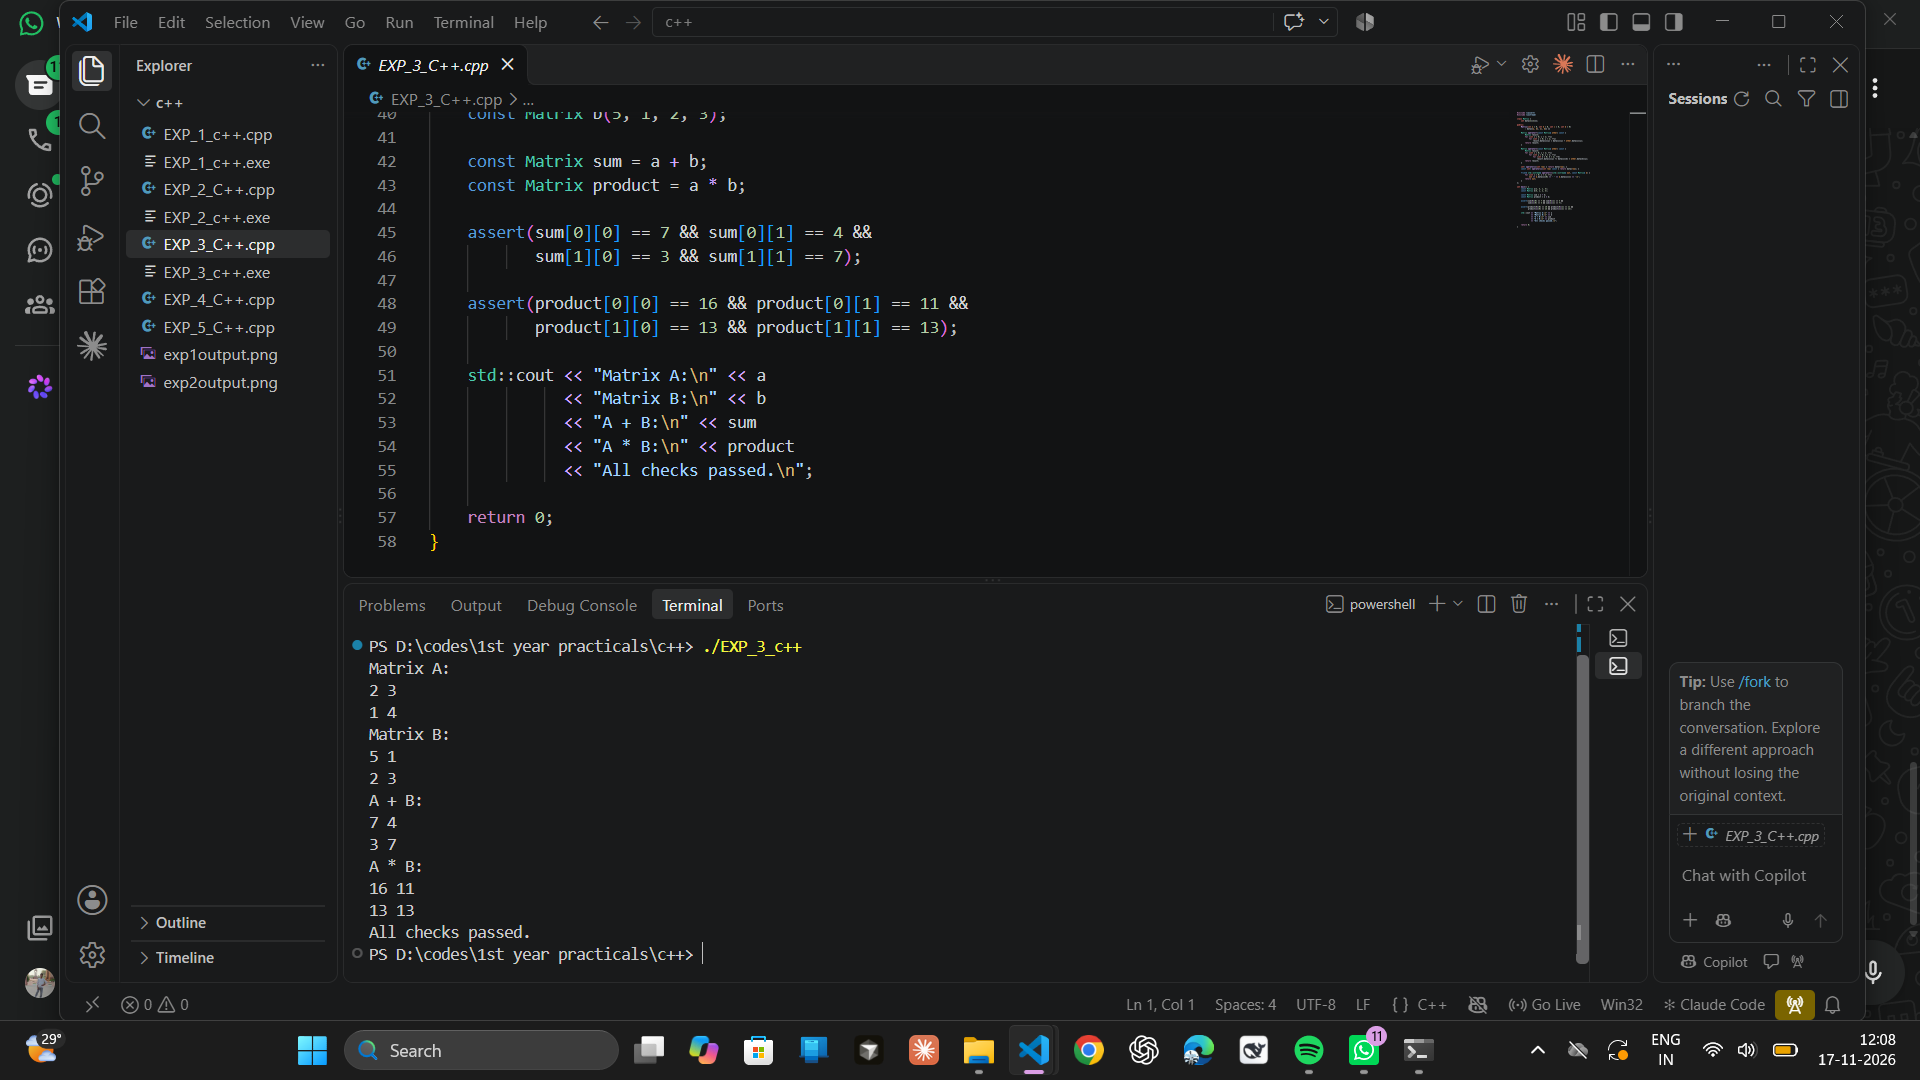 File Edit Selection View Go Run Terminal Help
c++
Explorer
EXP_3_C++.cpp
c++
EXP_1_c++.cpp
EXP_1_c++.exe
EXP_2_C++.cpp
EXP_2_c++.exe
EXP_3_C++.cpp
EXP_3_c++.exe
EXP_4_C++.cpp
EXP_5_C++.cpp
exp1output.png
exp2output.png
Outline
Timeline
EXP_3_C++.cpp > ...
40 const Matrix b(5, 1, 2, 3);
41
42 const Matrix sum = a + b;
43 const Matrix product = a * b;
44
45 assert(sum[0][0] == 7 && sum[0][1] == 4 &&
46 sum[1][0] == 3 && sum[1][1] == 7);
47
48 assert(product[0][0] == 16 && product[0][1] == 11 &&
49 product[1][0] == 13 && product[1][1] == 13);
50
51 std::cout << "Matrix A:\n" << a
52 << "Matrix B:\n" << b
53 << "A + B:\n" << sum
54 << "A * B:\n" << product
55 << "All checks passed.\n";
56
57 return 0;
58 }
Problems Output Debug Console Terminal Ports
powershell
PS D:\codes\1st year practicals\c++> ./EXP_3_c++
Matrix A:
2 3
1 4
Matrix B:
5 1
2 3
A + B:
7 4
3 7
A * B:
16 11
13 13
All checks passed.
PS D:\codes\1st year practicals\c++>
Sessions
Tip: Use /fork to
branch the
conversation. Explore
a different approach
without losing the
original context.
EXP_3_C++.cpp
Chat with Copilot
Copilot
0 0
Ln 1, Col 1 Spaces: 4 UTF-8 LF {} C++ Go Live Win32 Claude Code
29°
Search
11
ENG
IN
12:08
17-11-2026